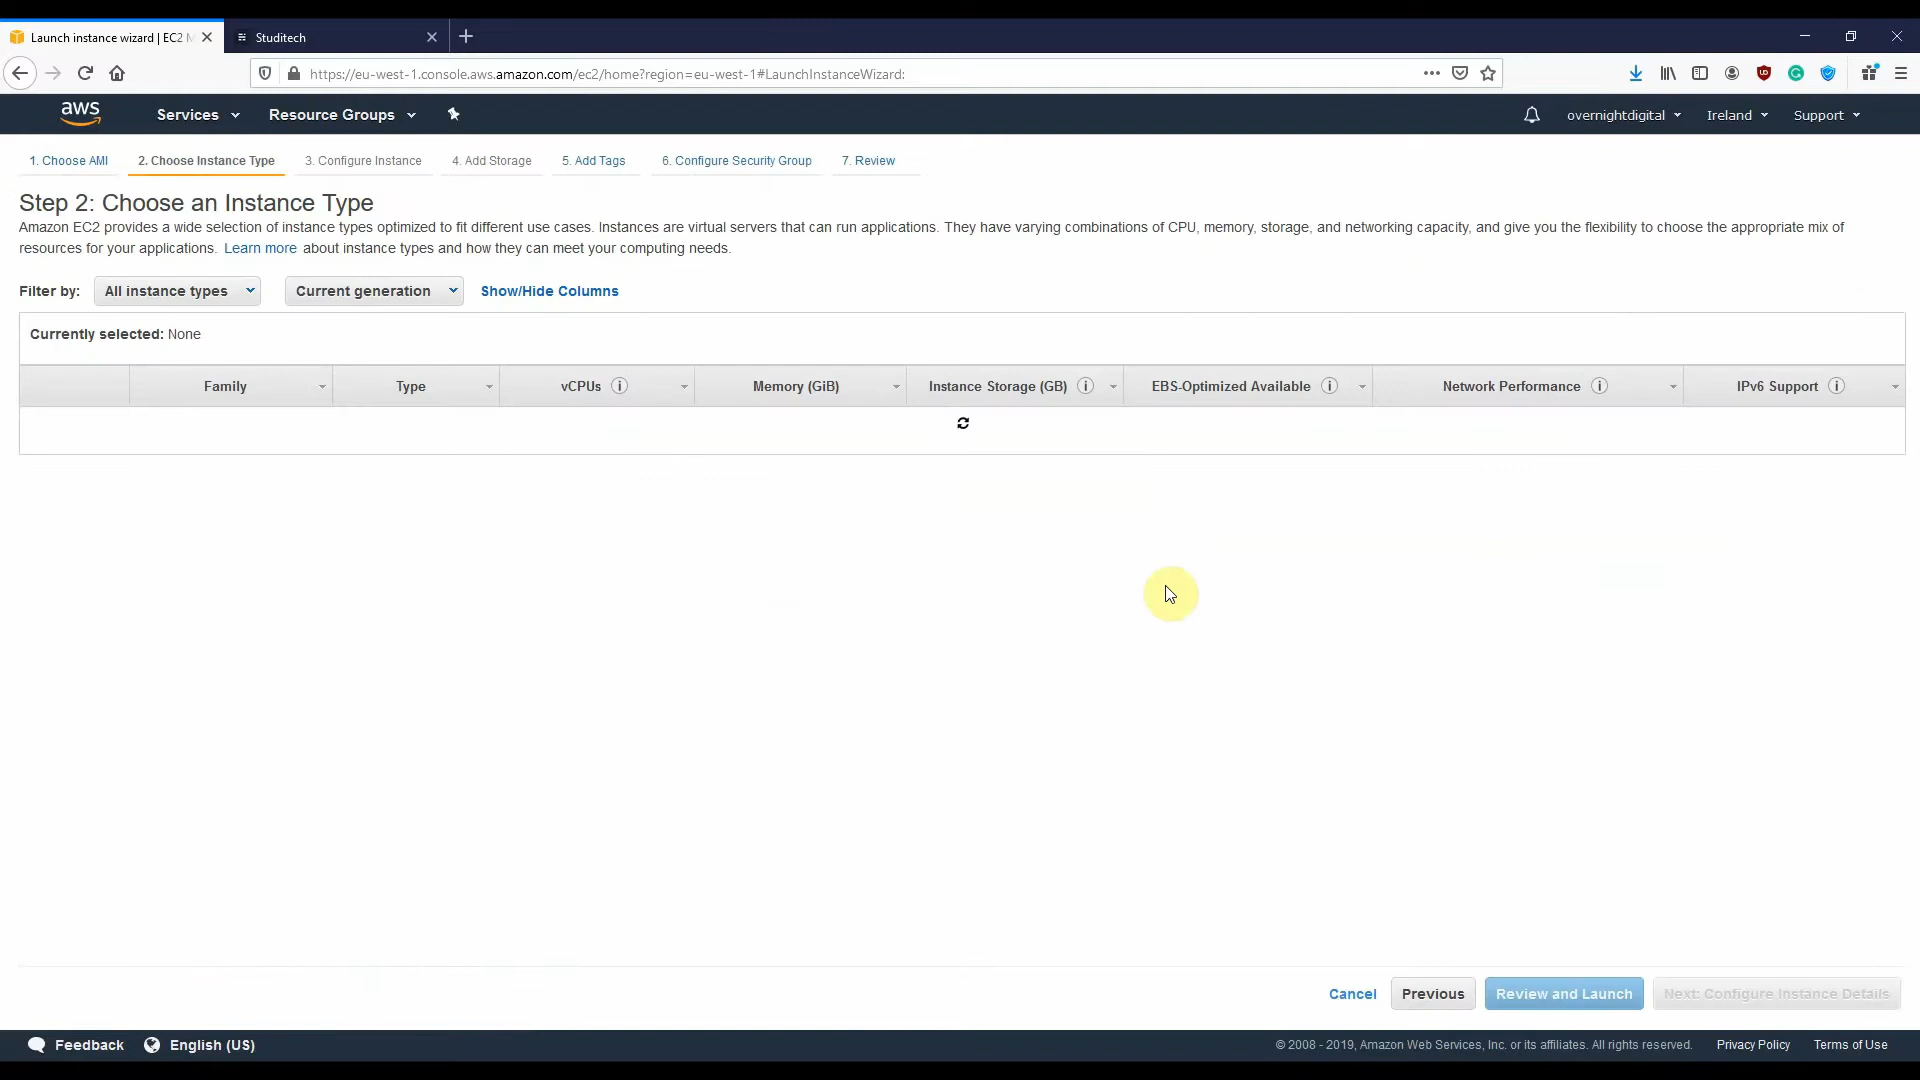 Launch instance wizard | EC2 M
Studitech
https://eu-west-1.console.aws.amazon.com/ec2/home?region=eu-west-1#LaunchInstanceWizard:
aws
Services
Resource Groups
overnightdigital
Ireland
Support
1. Choose AMI
2. Choose Instance Type
3. Configure Instance
4. Add Storage
5. Add Tags
6. Configure Security Group
7. Review
Step 2: Choose an Instance Type
Amazon EC2 provides a wide selection of instance types optimized to fit different use cases. Instances are virtual servers that can run applications. They have varying combinations of CPU, memory, storage, and networking capacity, and give you the flexibility to choose the appropriate mix of
resources for your applications. Learn more about instance types and how they can meet your computing needs.
Filter by: All instance types Current generation Show/Hide Columns
Currently selected: None
Family Type vCPUs Memory (GiB) Instance Storage (GB) EBS-Optimized Available Network Performance IPv6 Support
Cancel Previous Review and Launch Next: Configure Instance Details
Feedback English (US) © 2008 - 2019, Amazon Web Services, Inc. or its affiliates. All rights reserved. Privacy Policy Terms of Use